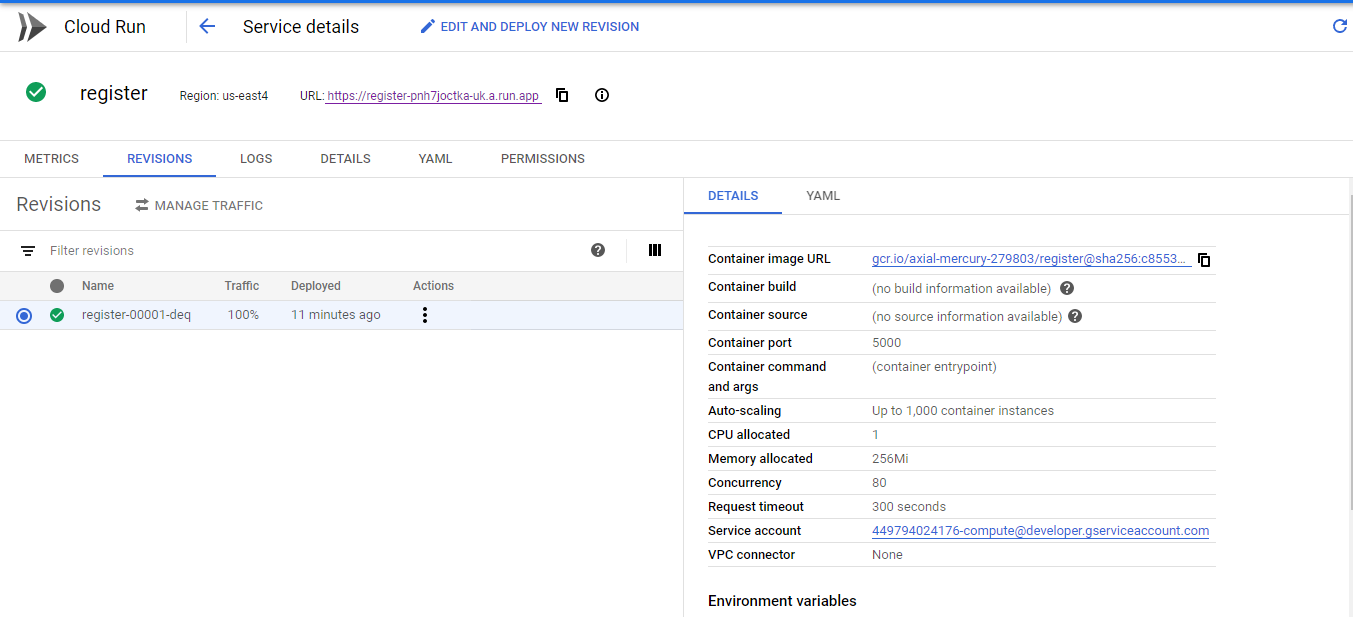 Cloud Run
Service details
EDIT AND DEPLOY NEW REVISION
register
Region: us-east4
URL: https://register-pnh7joctka-uk.a.run.app
METRICS
REVISIONS
LOGS
DETAILS
YAML
PERMISSIONS
Revisions
MANAGE TRAFFIC
Filter revisions
Name Traffic Deployed Actions
register-00001-deq 100% 11 minutes ago
DETAILS
YAML
Container image URL gcr.io/axial-mercury-279803/register@sha256:c8553...
Container build (no build information available)
Container source (no source information available)
Container port 5000
Container command (container entrypoint)
and args
Auto-scaling Up to 1,000 container instances
CPU allocated 1
Memory allocated 256Mi
Concurrency 80
Request timeout 300 seconds
Service account 449794024176-compute@developer.gserviceaccount.com
VPC connector None
Environment variables